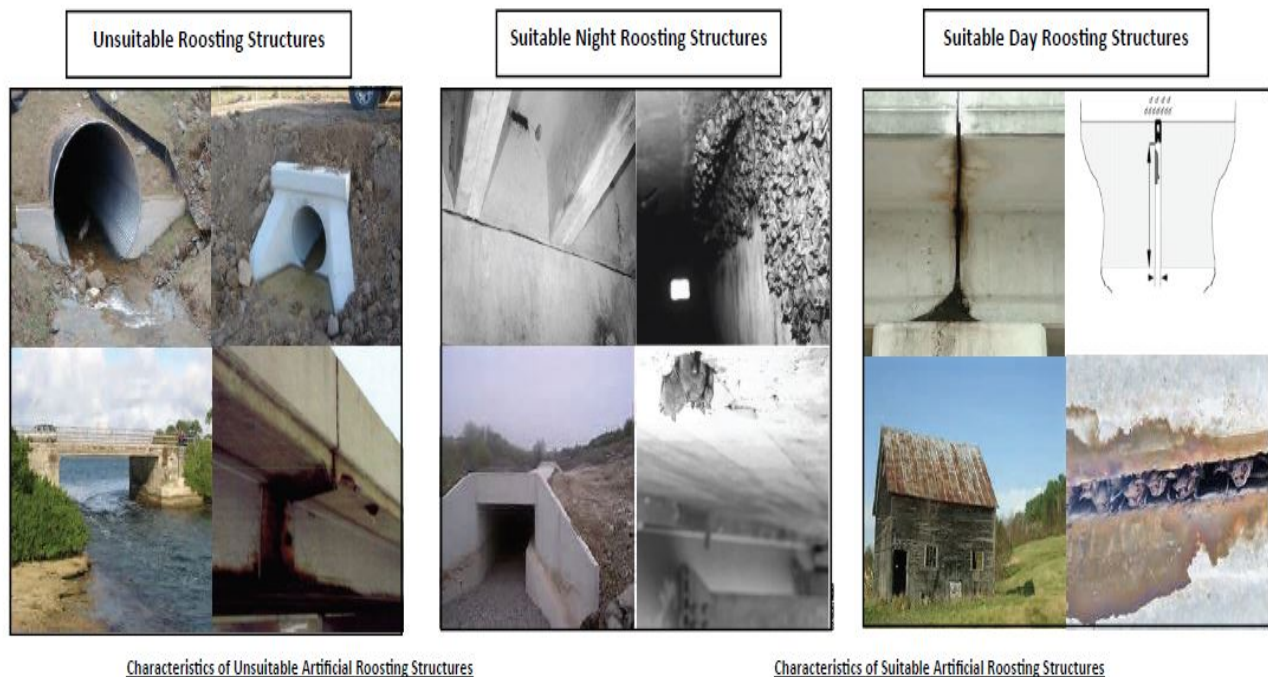 Unsuitable Roosting Structures
Suitable Night Roosting Structures
Suitable Day Roosting Structures
Characteristics of Unsuitable Artificial Roosting Structures
Characteristics of Suitable Artificial Roosting Structures